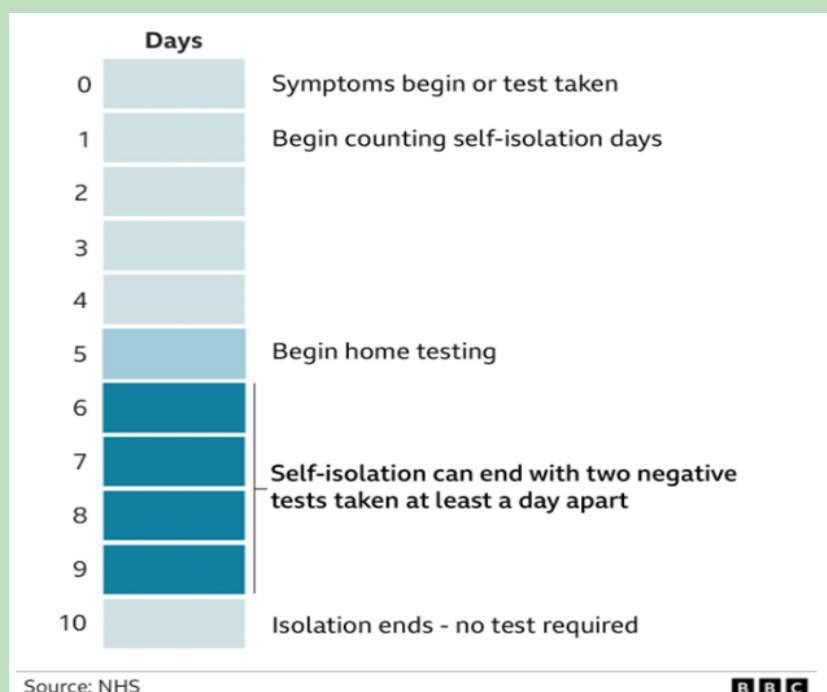 Days
0 Symptoms begin or test taken
1 Begin counting self-isolation days
2
3
4
5 Begin home testing
6
7
Self-isolation can end with two negative
tests taken at least a day apart
8
9
10 Isolation ends - no test required
Source: NHS
BBC